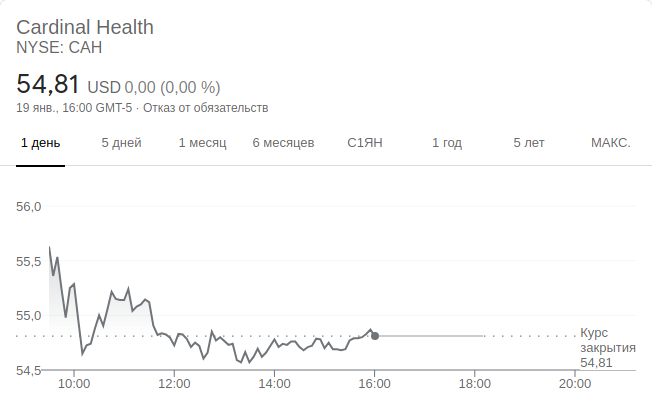 Cardinal Health
NYSE: CAH
54,81 USD 0,00 (0,00 %)
19 янв., 16:00 GMT-5 · Отказ от обязательств
1 день 5 дней 1 месяц 6 месяцев С1ЯН 1 год 5 лет МАКС.
56,0
55,5
55,0
54,5
Курс
закрытия
54,81
10:00 12:00 14:00 16:00 18:00 20:00